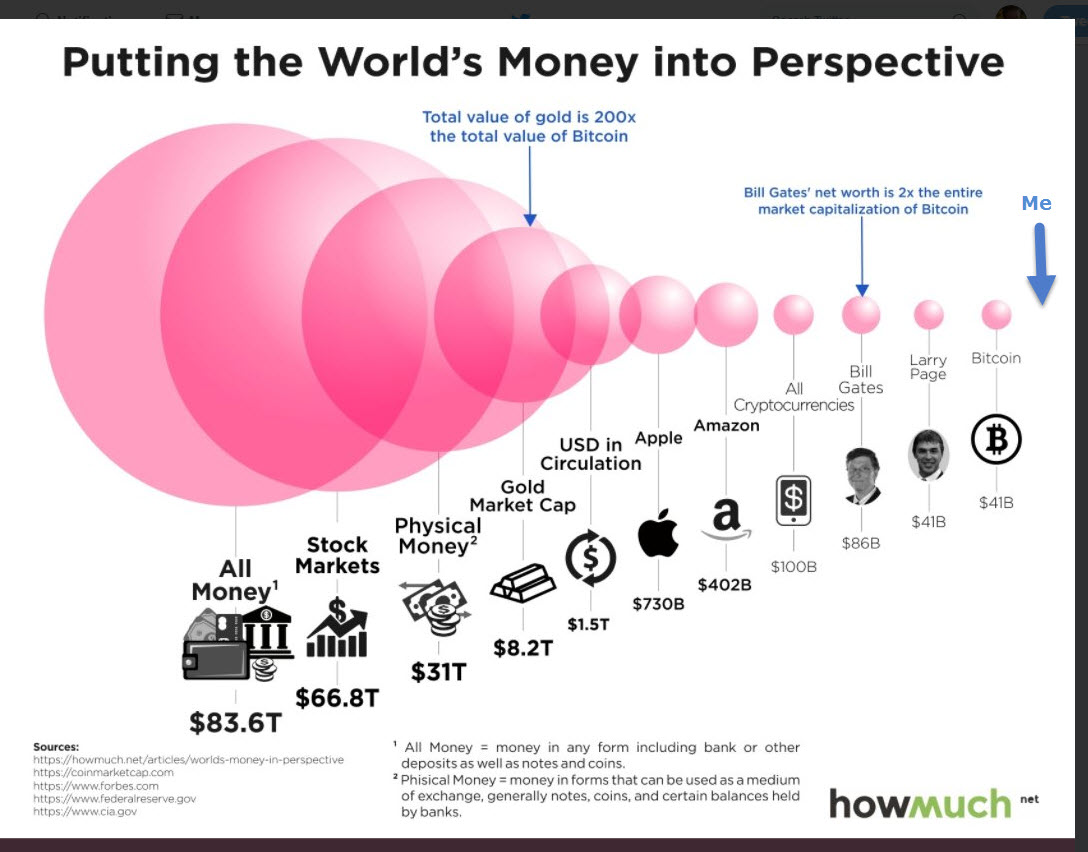 Putting the World's Money into Perspective
Total value of gold is 200x
the total value of Bitcoin
Bill Gates' net worth is 2x the entire
market capitalization of Bitcoin
Me
All
Money¹
$83.6T
Stock
Markets
$66.8T
Physical
Money²
$31T
Gold
Market Cap
$8.2T
USD in
Circulation
$1.5T
Apple
$730B
Amazon
$402B
All
Cryptocurrencies
$100B
Bill
Gates
$86B
Larry
Page
$41B
Bitcoin
$41B
Sources:
https://howmuch.net/articles/worlds-money-in-perspective
https://coinmarketcap.com
https://www.forbes.com
https://www.federalreserve.gov
https://www.cia.gov
¹ All Money = money in any form including bank or other
deposits as well as notes and coins.
² Phisical Money = money in forms that can be used as a medium
of exchange, generally notes, coins, and certain balances held
by banks.
howmuch net